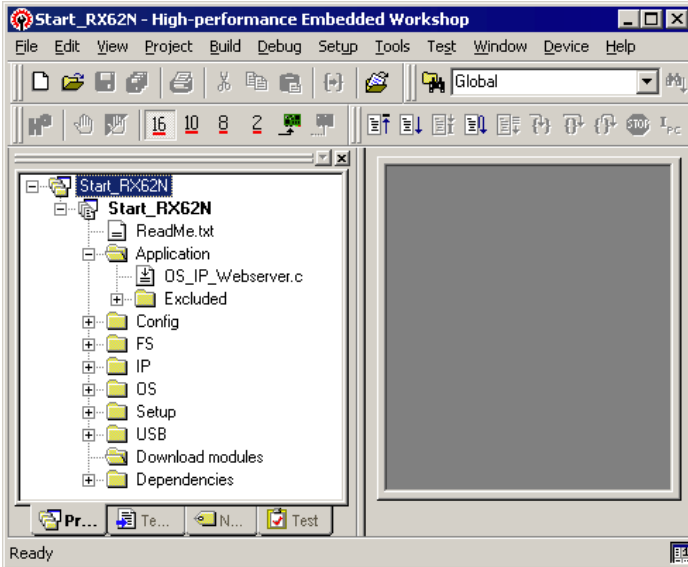 Start_RX62N - High-performance Embedded Workshop
File Edit View Project Build Debug Setup Tools Test Window Device Help
Global
16 10 8 2 STOP IPC
Start_RX62N
Start_RX62N
ReadMe.txt
Application
OS_IP_Webserver.c
Excluded
Config
FS
IP
OS
Setup
USB
Download modules
Dependencies
Pr... Te... N... Test
Ready